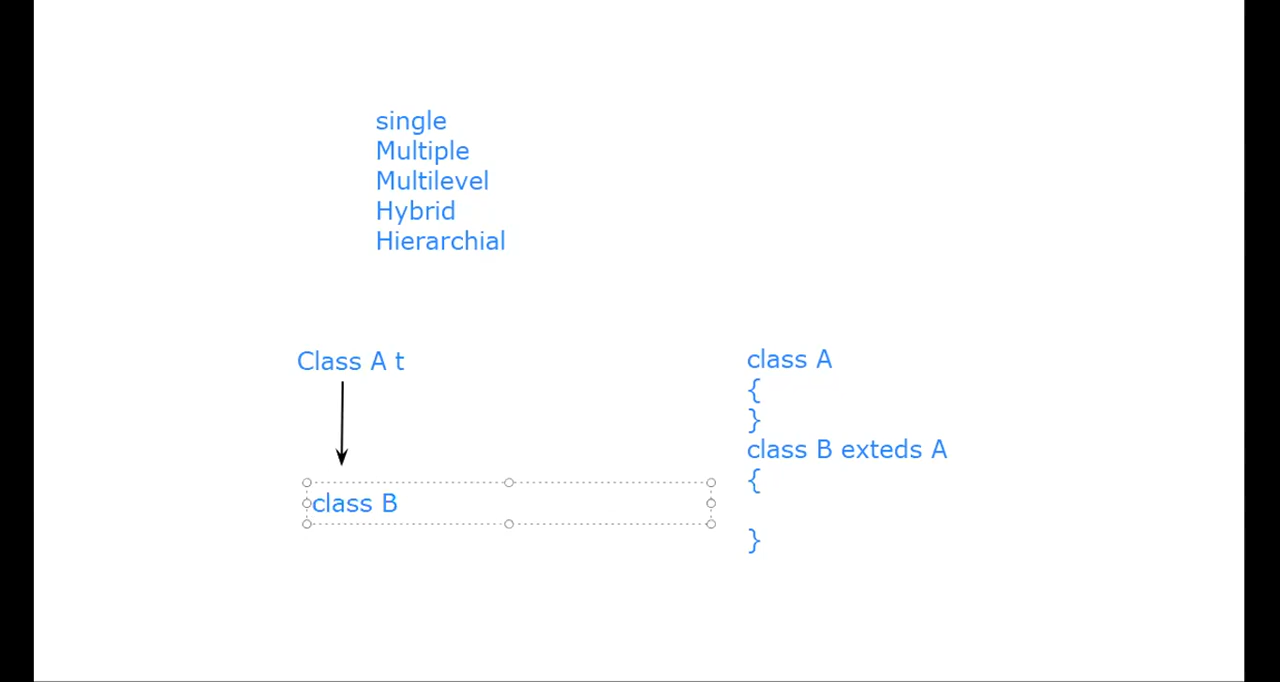 single
Multiple
Multilevel
Hybrid
Hierarchial
Class A t
class B
class A
{
}
class B exteds A
{
}